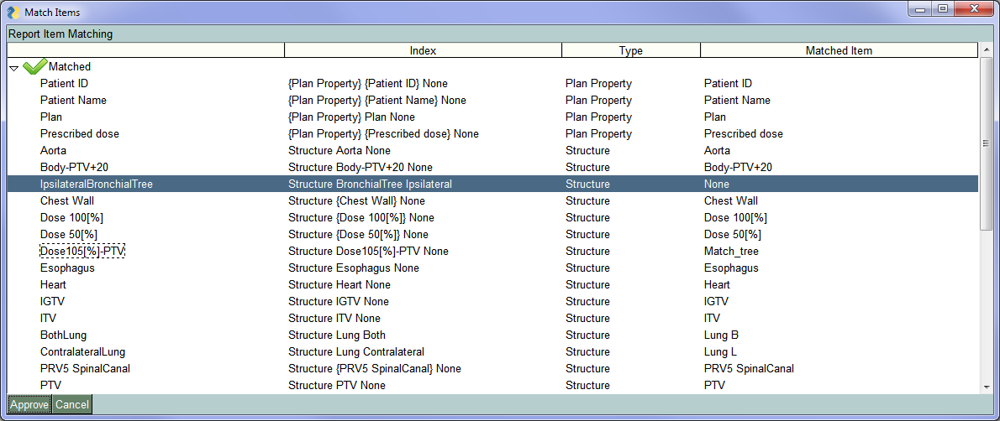 Match Items
Report Item Matching
Index Type Matched Item
Matched
Patient ID {Plan Property} {Patient ID} None Plan Property Patient ID
Patient Name {Plan Property} {Patient Name} None Plan Property Patient Name
Plan {Plan Property} Plan None Plan Property Plan
Prescribed dose {Plan Property} {Prescribed dose} None Plan Property Prescribed dose
Aorta Structure Aorta None Structure Aorta
Body-PTV+20 Structure Body-PTV+20 None Structure Body-PTV+20
IpsilateralBronchialTree Structure BronchialTree Ipsilateral Structure None
Chest Wall Structure {Chest Wall} None Structure Chest Wall
Dose 100[%] Structure {Dose 100[%]} None Structure Dose 100[%]
Dose 50[%] Structure {Dose 50[%]} None Structure Dose 50[%]
Dose105[%]-PTV Structure Dose105[%]-PTV None Structure Match_tree
Esophagus Structure Esophagus None Structure Esophagus
Heart Structure Heart None Structure Heart
IGTV Structure IGTV None Structure IGTV
ITV Structure ITV None Structure ITV
BothLung Structure Lung Both Structure Lung B
ContralateralLung Structure Lung Contralateral Structure Lung L
PRV5 SpinalCanal Structure {PRV5 SpinalCanal} None Structure PRV5 SpinalCanal
PTV Structure PTV None Structure PTV
Approve Cancel